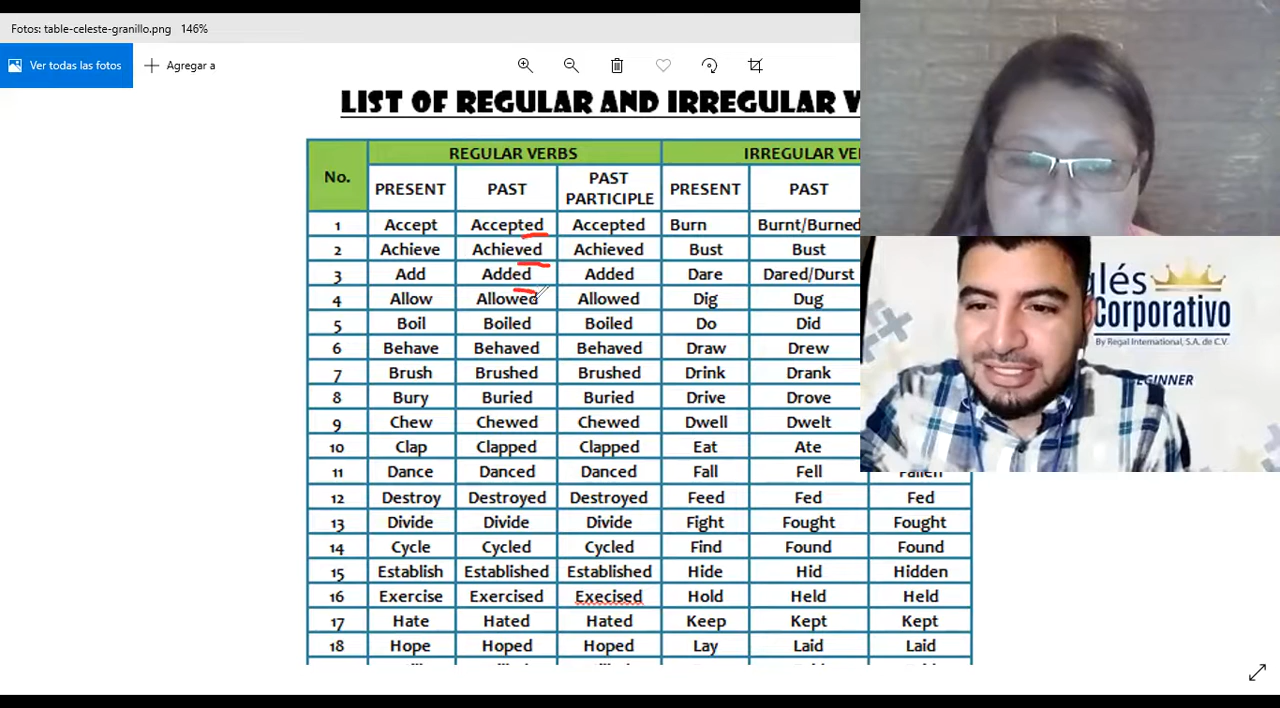 Fotos: table-celeste-granillo.png 146%
Ver todas las fotos Agregar a
LIST OF REGULAR AND IRREGULAR V
No. REGULAR VERBS IRREGULAR VE
PRESENT PAST PAST PARTICIPLE PRESENT PAST
1 Accept Accepted Accepted Burn Burnt/Burned
2 Achieve Achieved Achieved Bust Bust
3 Add Added Added Dare Dared/Durst
4 Allow Allowed Allowed Dig Dug
5 Boil Boiled Boiled Do Did
6 Behave Behaved Behaved Draw Drew
7 Brush Brushed Brushed Drink Drank
8 Bury Buried Buried Drive Drove
9 Chew Chewed Chewed Dwell Dwelt
10 Clap Clapped Clapped Eat Ate
11 Dance Danced Danced Fall Fell Fallen
12 Destroy Destroyed Destroyed Feed Fed Fed
13 Divide Divide Divide Fight Fought Fought
14 Cycle Cycled Cycled Find Found Found
15 Establish Established Established Hide Hid Hidden
16 Exercise Exercised Execised Hold Held Held
17 Hate Hated Hated Keep Kept Kept
18 Hope Hoped Hoped Lay Laid Laid
glés
Corporativo
By Regal International, S.A. de C.V.
EGINNER